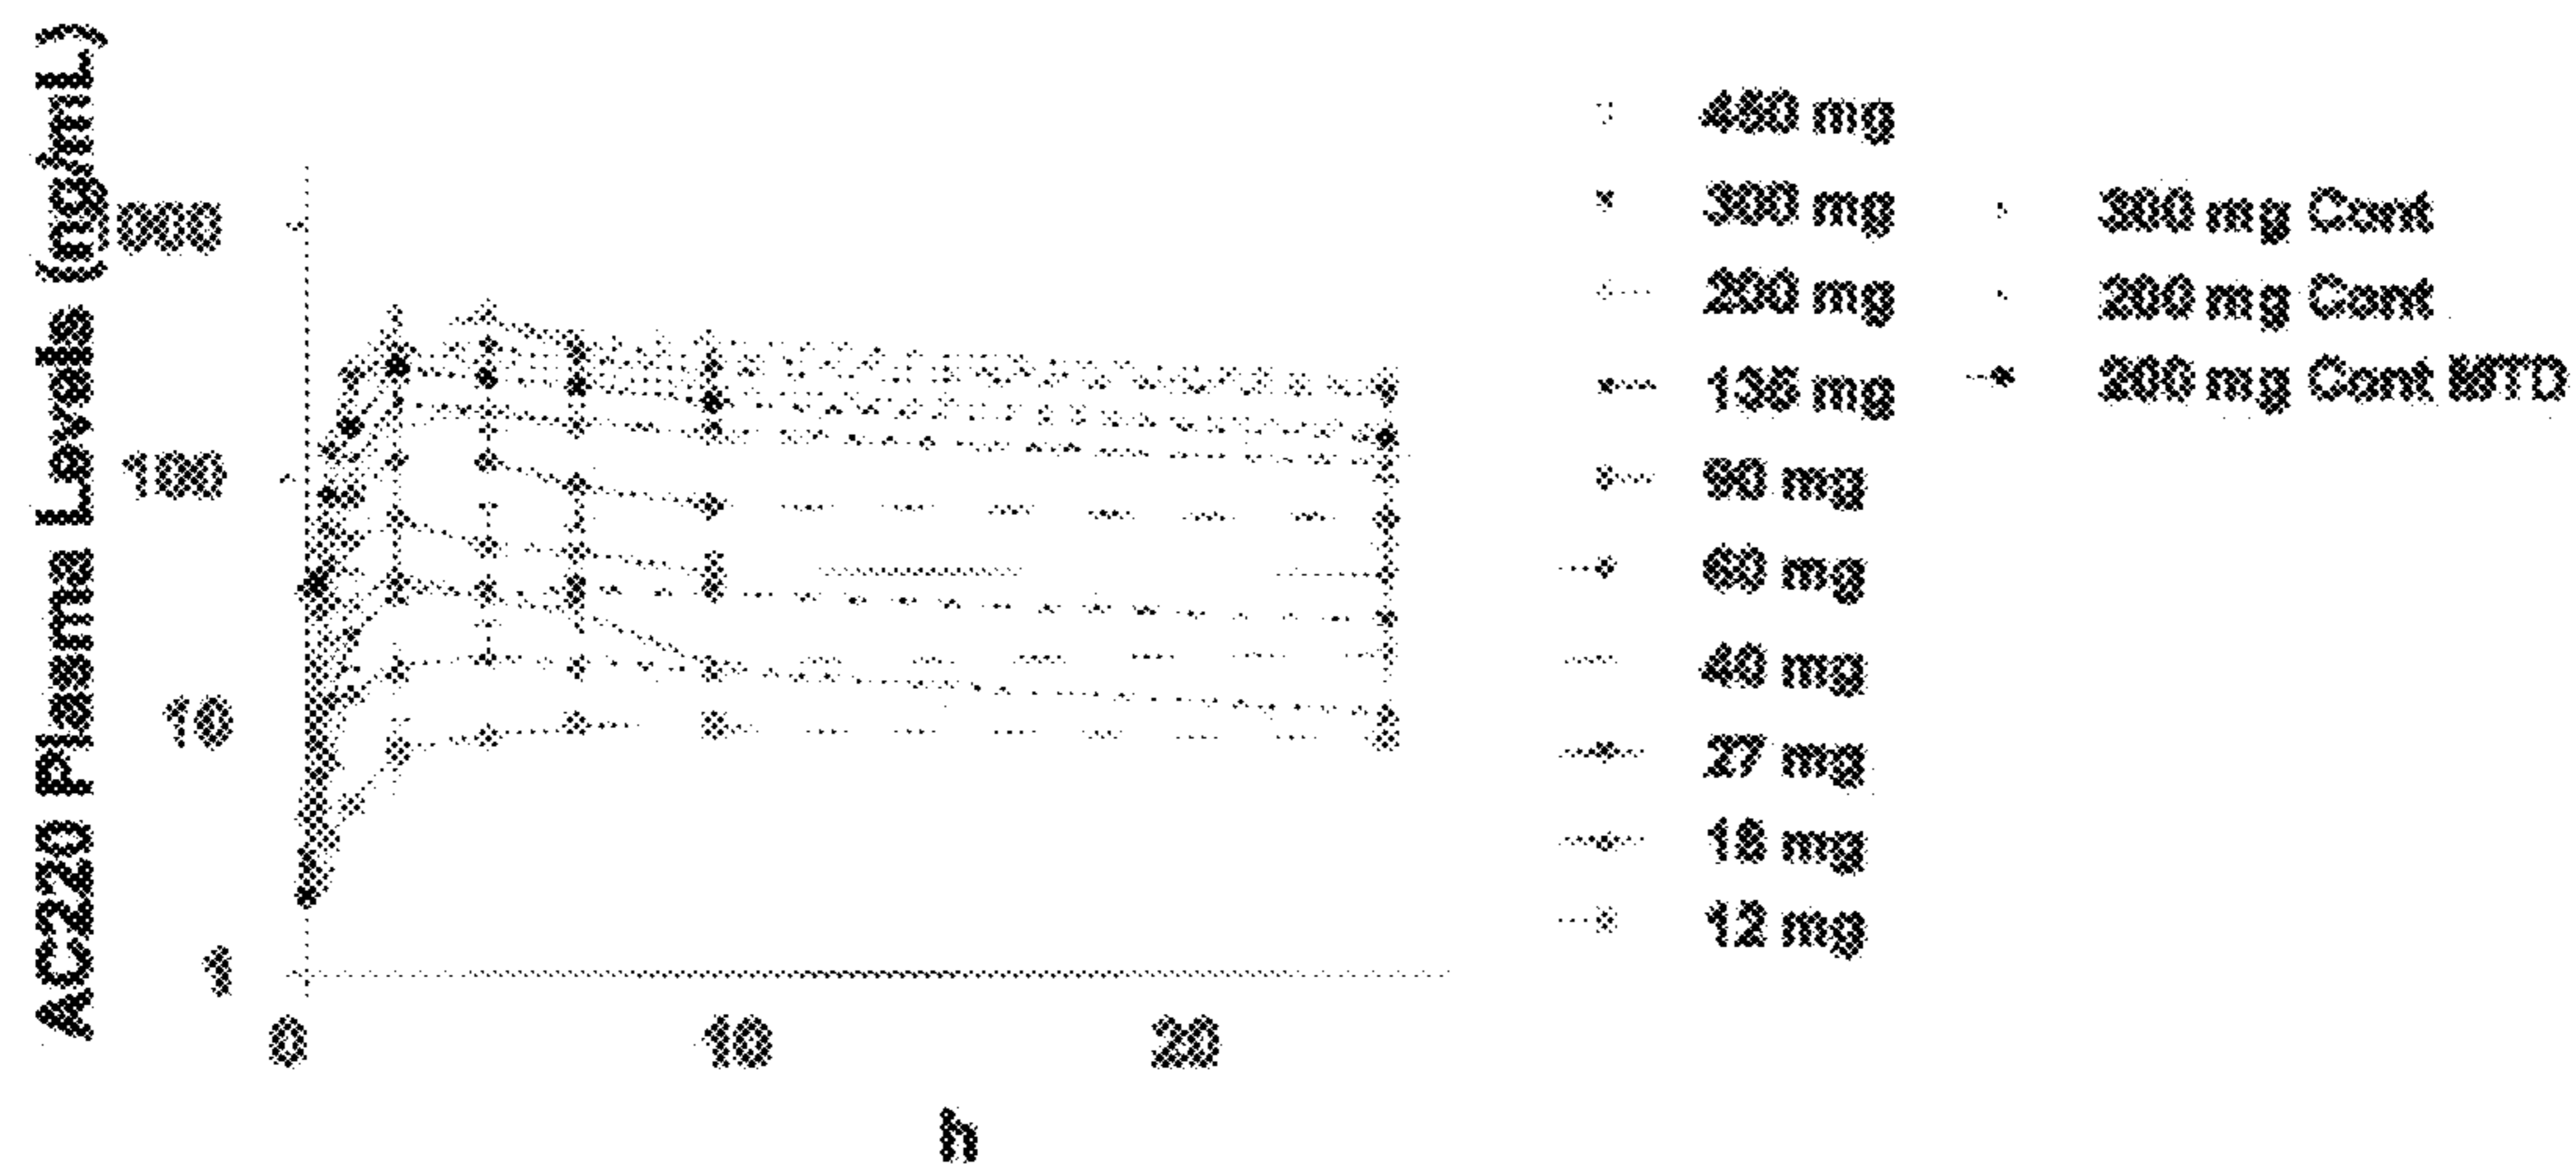 AC220 Plasma Levels (ng/mL)
1000
100
10
1
0 10 20
h
450 mg
300 mg
200 mg
135 mg
90 mg
60 mg
40 mg
27 mg
18 mg
12 mg
300 mg Cont
200 mg Cont
200 mg Cont MTD